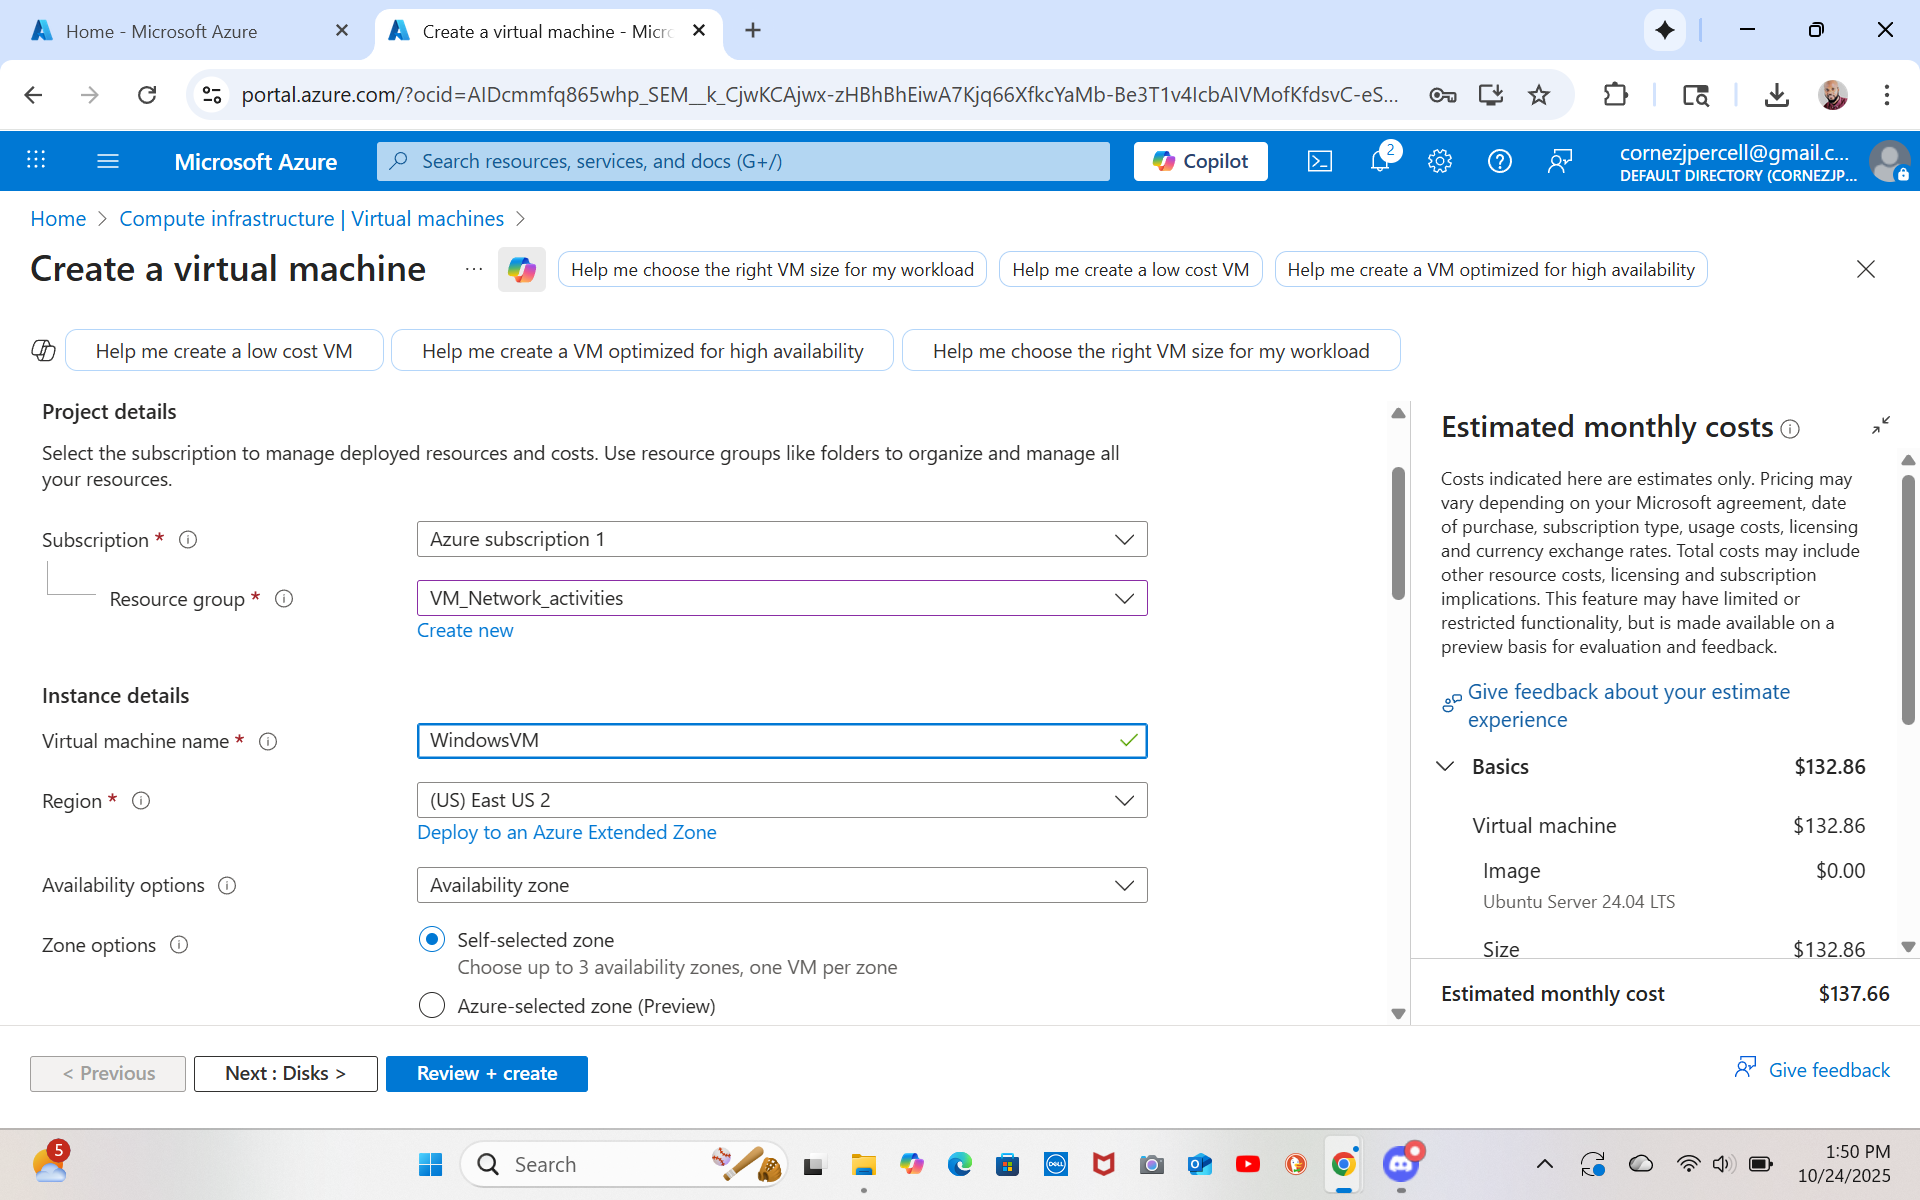 Home - Microsoft Azure
Create a virtual machine - Micr
portal.azure.com/?ocid=AIDcmmfq865whp_SEM__k_CjwKCAjwx-zHBhBhEiwA7Kjq66XfkcYaMb-Be3T1v4IcbAIVMofKfdsvC-eS...
Microsoft Azure
Search resources, services, and docs (G+/)
Copilot
2
cornezjpercell@gmail.c...
DEFAULT DIRECTORY (CORNEZJP...
Home > Compute infrastructure | Virtual machines >
Create a virtual machine
...
Help me choose the right VM size for my workload
Help me create a low cost VM
Help me create a VM optimized for high availability
Help me create a low cost VM
Help me create a VM optimized for high availability
Help me choose the right VM size for my workload
Project details
Select the subscription to manage deployed resources and costs. Use resource groups like folders to organize and manage all
your resources.
Subscription *
Azure subscription 1
Resource group *
VM_Network_activities
Create new
Instance details
Virtual machine name *
WindowsVM
Region *
(US) East US 2
Deploy to an Azure Extended Zone
Availability options
Availability zone
Zone options
Self-selected zone
Choose up to 3 availability zones, one VM per zone
Azure-selected zone (Preview)
Estimated monthly costs
Costs indicated here are estimates only. Pricing may
vary depending on your Microsoft agreement, date
of purchase, subscription type, usage costs, licensing
and currency exchange rates. Total costs may include
other resource costs, licensing and subscription
implications. This feature may have limited or
restricted functionality, but is made available on a
preview basis for evaluation and feedback.
Give feedback about your estimate
experience
Basics $132.86
Virtual machine $132.86
Image $0.00
Ubuntu Server 24.04 LTS
Size $132.86
Estimated monthly cost $137.66
< Previous
Next : Disks >
Review + create
Give feedback
5
Search
DELL
1:50 PM
10/24/2025